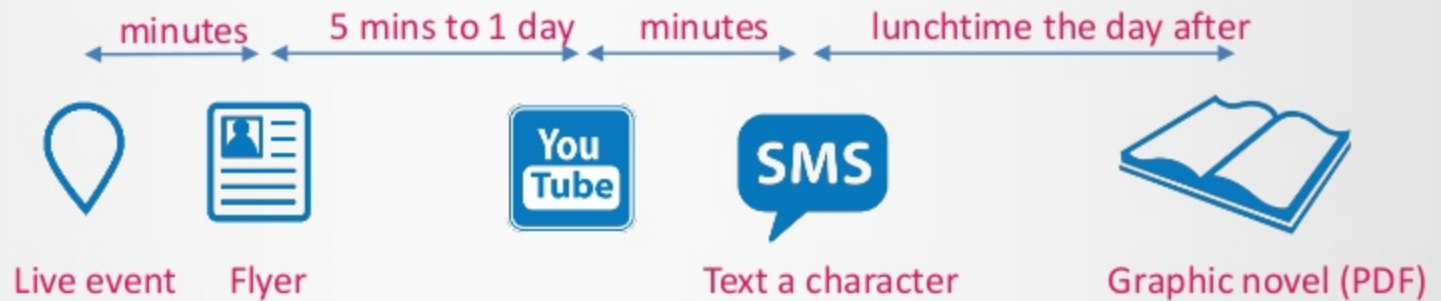 minutes
5 mins to 1 day
minutes
lunchtime the day after
You
Tube
SMS
Live event
Flyer
Text a character
Graphic novel (PDF)